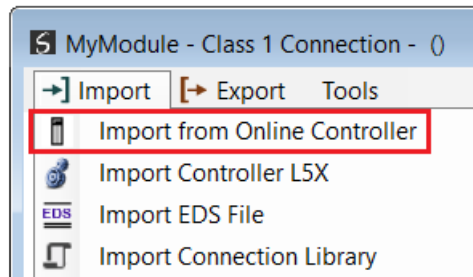 MyModule - Class 1 Connection - ()
Import Export Tools
Import from Online Controller
Import Controller L5X
EDS Import EDS File
Import Connection Library